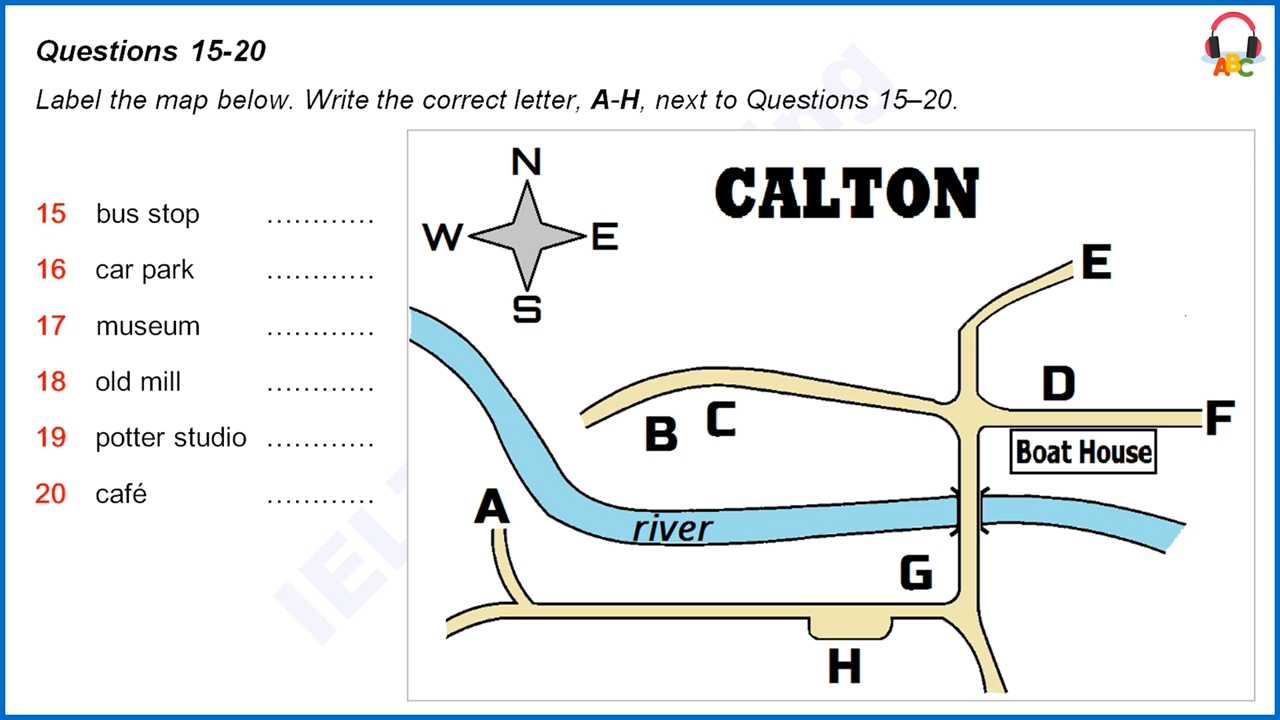 Questions 15-20
Label the map below. Write the correct letter, A-H, next to Questions 15–20.
ABC
15 bus stop ............
16 car park ............
17 museum ............
18 old mill ............
19 potter studio ............
20 café ............
CALTON
N
W E
S
E
D
F
B C
Boat House
A
river
G
H